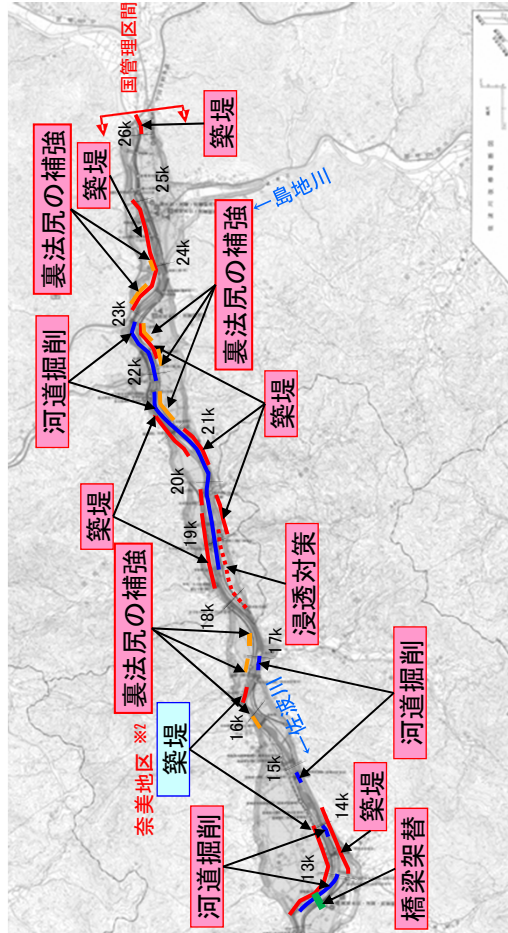 国管理区間
26k
築堤
25k
築堤
裏法尻の補強
←島地川
24k
23k
裏法尻の補強
河道掘削
22k
21k
築堤
20k
築堤
19k
浸透対策
18k
裏法尻の補強
17k
河道掘削
奈美地区 ※2
築堤
16k
←佐波川
15k
14k
築堤
河道掘削
13k
橋梁架替